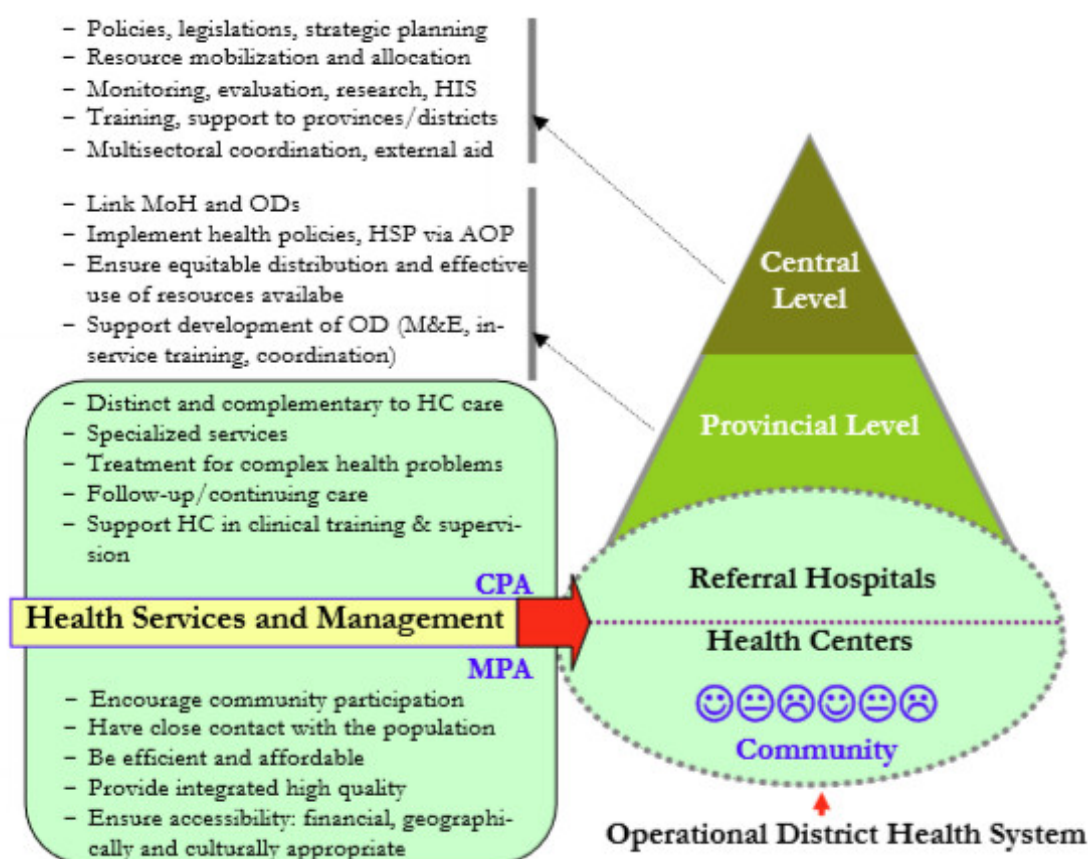 – Policies, legislations, strategic planning
– Resource mobilization and allocation
– Monitoring, evaluation, research, HIS
– Training, support to provinces/districts
– Multisectoral coordination, external aid
– Link MoH and ODs
– Implement health policies, HSP via AOP
– Ensure equitable distribution and effective
use of resources availabe
– Support development of OD (M&E, in-
service training, coordination)
– Distinct and complementary to HC care
– Specialized services
– Treatment for complex health problems
– Follow-up/continuing care
– Support HC in clinical training & supervi-
sion
CPA
Health Services and Management
MPA
– Encourage community participation
– Have close contact with the population
– Be efficient and affordable
– Provide integrated high quality
– Ensure accessibility: financial, geographi-
cally and culturally appropriate
Central
Level
Provincial Level
Referral Hospitals
Health Centers
Community
Operational District Health System